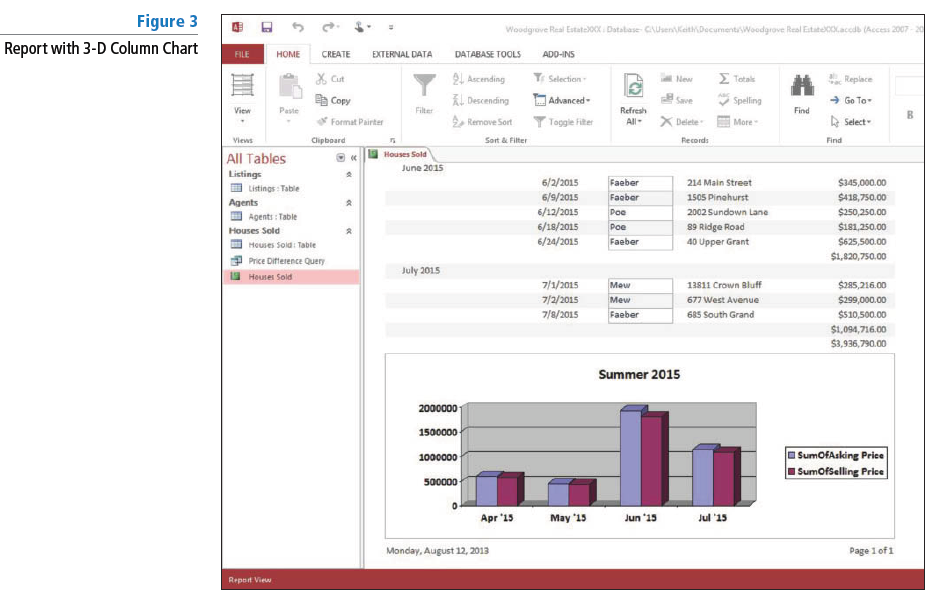 Figure 3
Report with 3-D Column Chart
Woodgrove Real EstateXXX : Database- C:\Users\Keith\Documents\Woodgrove Real EstateXXX.accdb (Access 2007 - 20
FILE HOME CREATE EXTERNAL DATA DATABASE TOOLS ADD-INS
Cut Ascending Selection New Totals Replace
View Paste Copy Filter Descending Advanced Refresh All Save Spelling Find Go To
Format Painter Remove Sort Toggle Filter Delete More Select B
Views Clipboard Sort & Filter Records Find
All Tables
Listings
Listings : Table
Agents
Agents : Table
Houses Sold
Houses Sold : Table
Price Difference Query
Houses Sold
Houses Sold
June 2015
6/2/2015 Faeber 214 Main Street $345,000.00
6/9/2015 Faeber 1505 Pinehurst $418,750.00
6/12/2015 Poe 2002 Sundown Lane $250,250.00
6/18/2015 Poe 89 Ridge Road $181,250.00
6/24/2015 Faeber 40 Upper Grant $625,500.00
$1,820,750.00
July 2015
7/1/2015 Mew 13811 Crown Bluff $285,216.00
7/2/2015 Mew 677 West Avenue $299,000.00
7/8/2015 Faeber 685 South Grand $510,500.00
$1,094,716.00
$3,936,790.00
Summer 2015
2000000
1500000
1000000
500000
0
Apr '15 May '15 Jun '15 Jul '15
SumOfAsking Price
SumOfSelling Price
Monday, August 12, 2013 Page 1 of 1
Report View